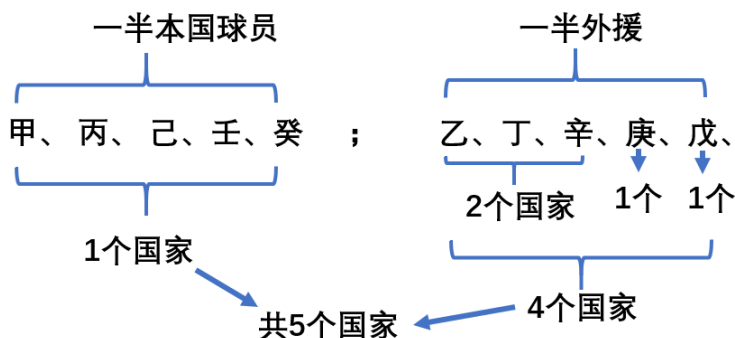 一半本国球员
一半外援
甲、 丙、 己、壬、癸 ；
乙、丁、辛、庚、戊、
2个国家
1个
1个
1个国家
4个国家
共5个国家